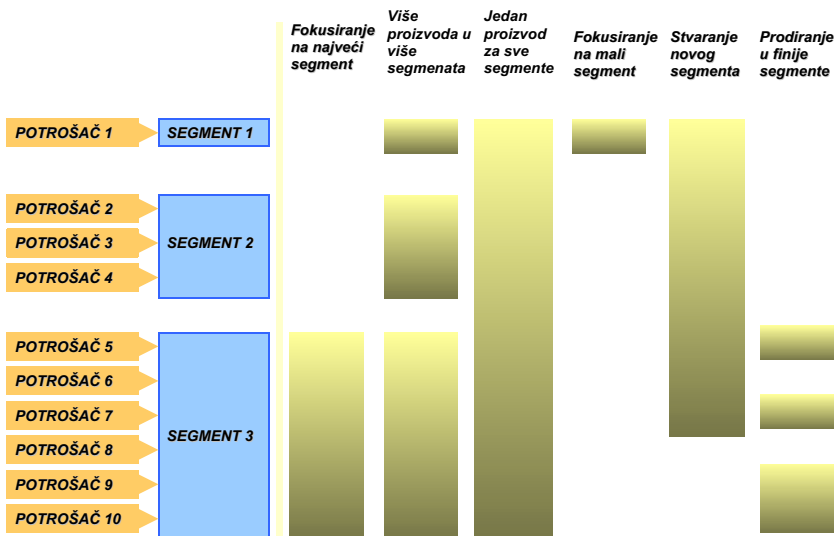 Fokusiranje
na najveći
segment
Više
proizvoda u
više
segmenata
Jedan
proizvod
za sve
segmente
Fokusiranje
na mali
segment
Stvaranje
novog
segmenta
Prodiranje
u finije
segmente
POTROŠAČ 1
SEGMENT 1
POTROŠAČ 2
POTROŠAČ 3
SEGMENT 2
POTROŠAČ 4
POTROŠAČ 5
POTROŠAČ 6
POTROŠAČ 7
SEGMENT 3
POTROŠAČ 8
POTROŠAČ 9
POTROŠAČ 10